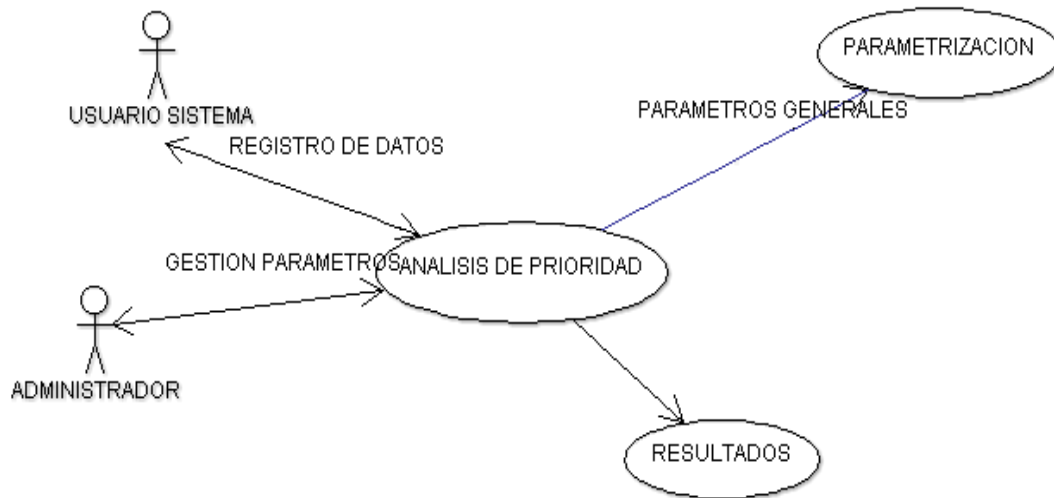 PARAMETRIZACION
USUARIO SISTEMA
PARAMETROS GENERALES
REGISTRO DE DATOS
GESTION PARAMETROS
ANALISIS DE PRIORIDAD
ADMINISTRADOR
RESULTADOS